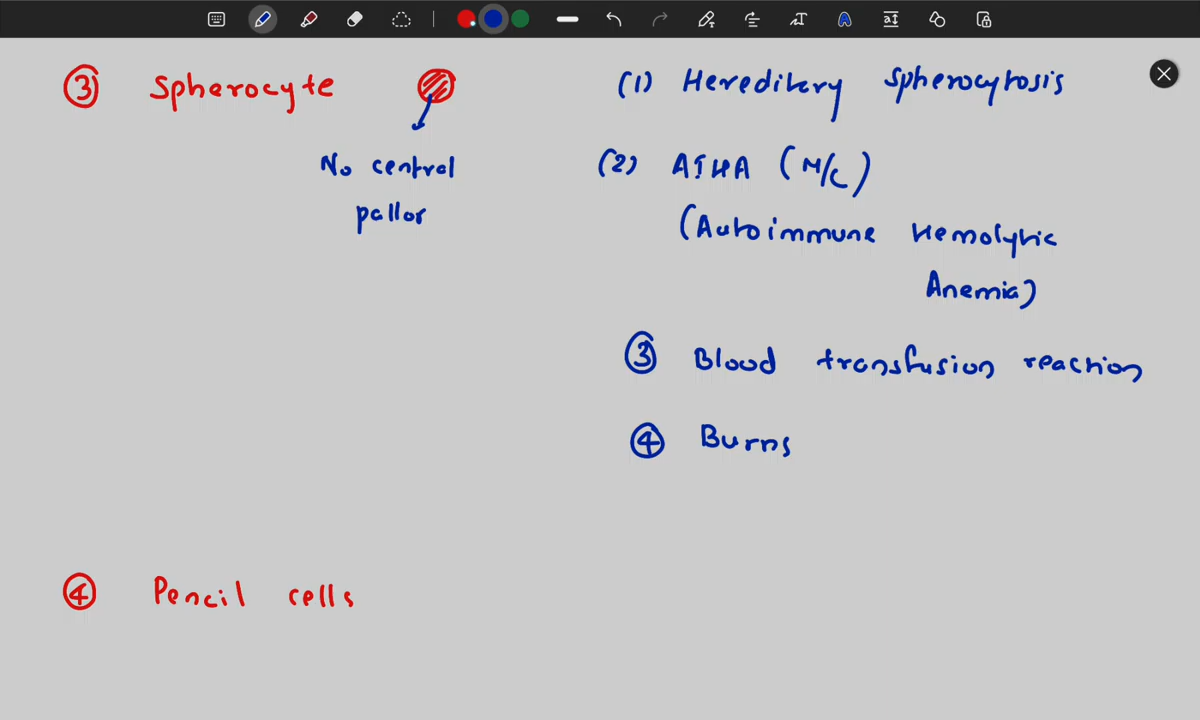 ③ Spherocyte
No central
pallor
(1) Hereditary Spherocytosis
(2) AIHA (M/C)
(Autoimmune Hemolytic
Anemia)
③ Blood transfusion reaction
④ Burns
④ Pencil cells